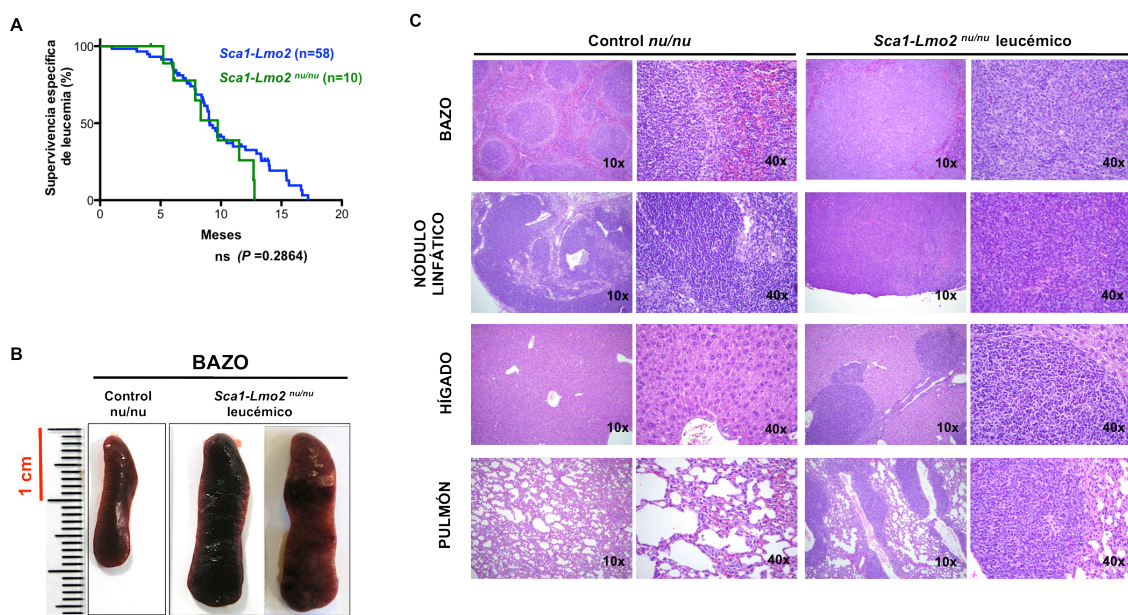 A
Supervivencia específica
de leucemia (%)
100
50
0
Sca1-Lmo2 (n=58)
Sca1-Lmo2 nu/nu (n=10)
0 5 10 15 20
Meses
ns (P =0.2864)
B
BAZO
Control
nu/nu
Sca1-Lmo2 nu/nu
leucémico
1 cm
C
Control nu/nu
Sca1-Lmo2 nu/nu leucémico
BAZO
10x 40x 10x 40x
NÓDULO
LINFÁTICO
10x 40x 10x 40x
HÍGADO
10x 40x 10x 40x
PULMÓN
10x 40x 10x 40x